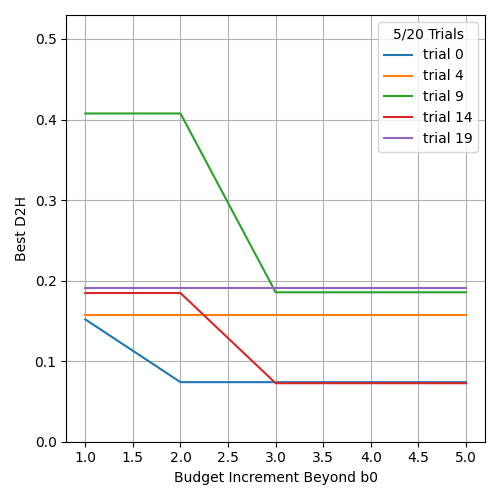 5/20 Trials
trial 0
trial 4
trial 9
trial 14
trial 19
Best D2H
0.5
0.4
0.3
0.2
0.1
0.0
1.0 1.5 2.0 2.5 3.0 3.5 4.0 4.5 5.0
Budget Increment Beyond b0